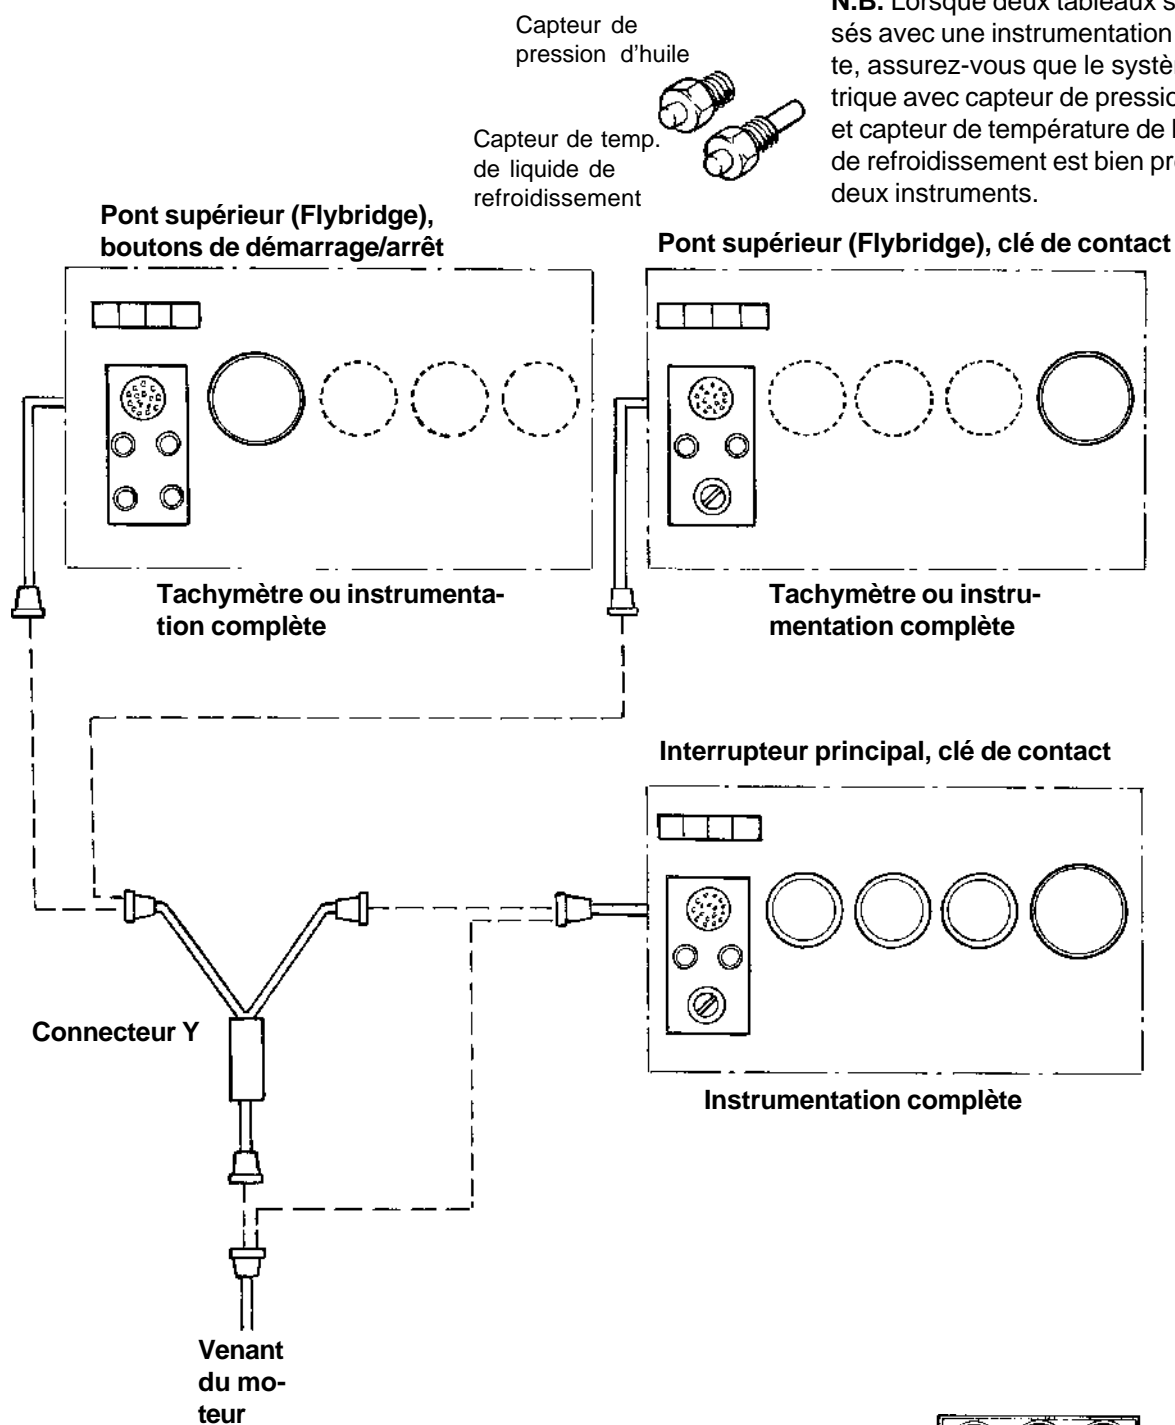 Capteur de
pression d'huile
Capteur de temp.
de liquide de
refroidissement
N.B. Lorsque deux tableaux
sés avec une instrumentation
te, assurez-vous que le
trique avec capteur de
et capteur de température de
de refroidissement est bien
deux instruments.
Pont supérieur (Flybridge),
boutons de démarrage/arrêt
Pont supérieur (Flybridge), clé de contact
Tachymètre ou instrumenta-
tion complète
Tachymètre ou instru-
mentation complète
Interrupteur principal, clé de contact
Connecteur Y
Instrumentation complète
Venant
du mo-
teur